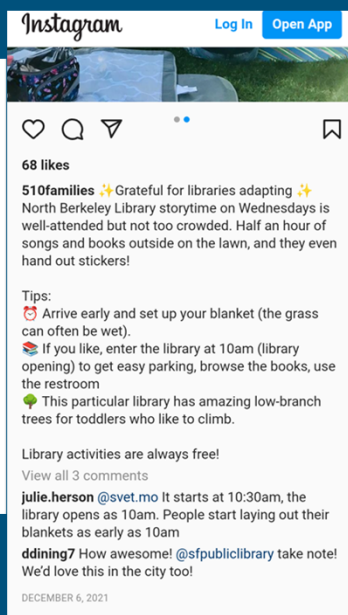 Instagram
Log In
Open App
68 likes
510families ✨Grateful for libraries adapting ✨
North Berkeley Library storytime on Wednesdays is
well-attended but not too crowded. Half an hour of
songs and books outside on the lawn, and they even
hand out stickers!
Tips:
⏰ Arrive early and set up your blanket (the grass
can often be wet).
📚 If you like, enter the library at 10am (library
opening) to get easy parking, browse the books, use
the restroom
🌳 This particular library has amazing low-branch
trees for toddlers who like to climb.
Library activities are always free!
View all 3 comments
julie.herson @svet.mo It starts at 10:30am, the
library opens as 10am. People start laying out their
blankets as early as 10am
ddining7 How awesome! @sfpubliclibrary take note!
We’d love this in the city too!
DECEMBER 6, 2021